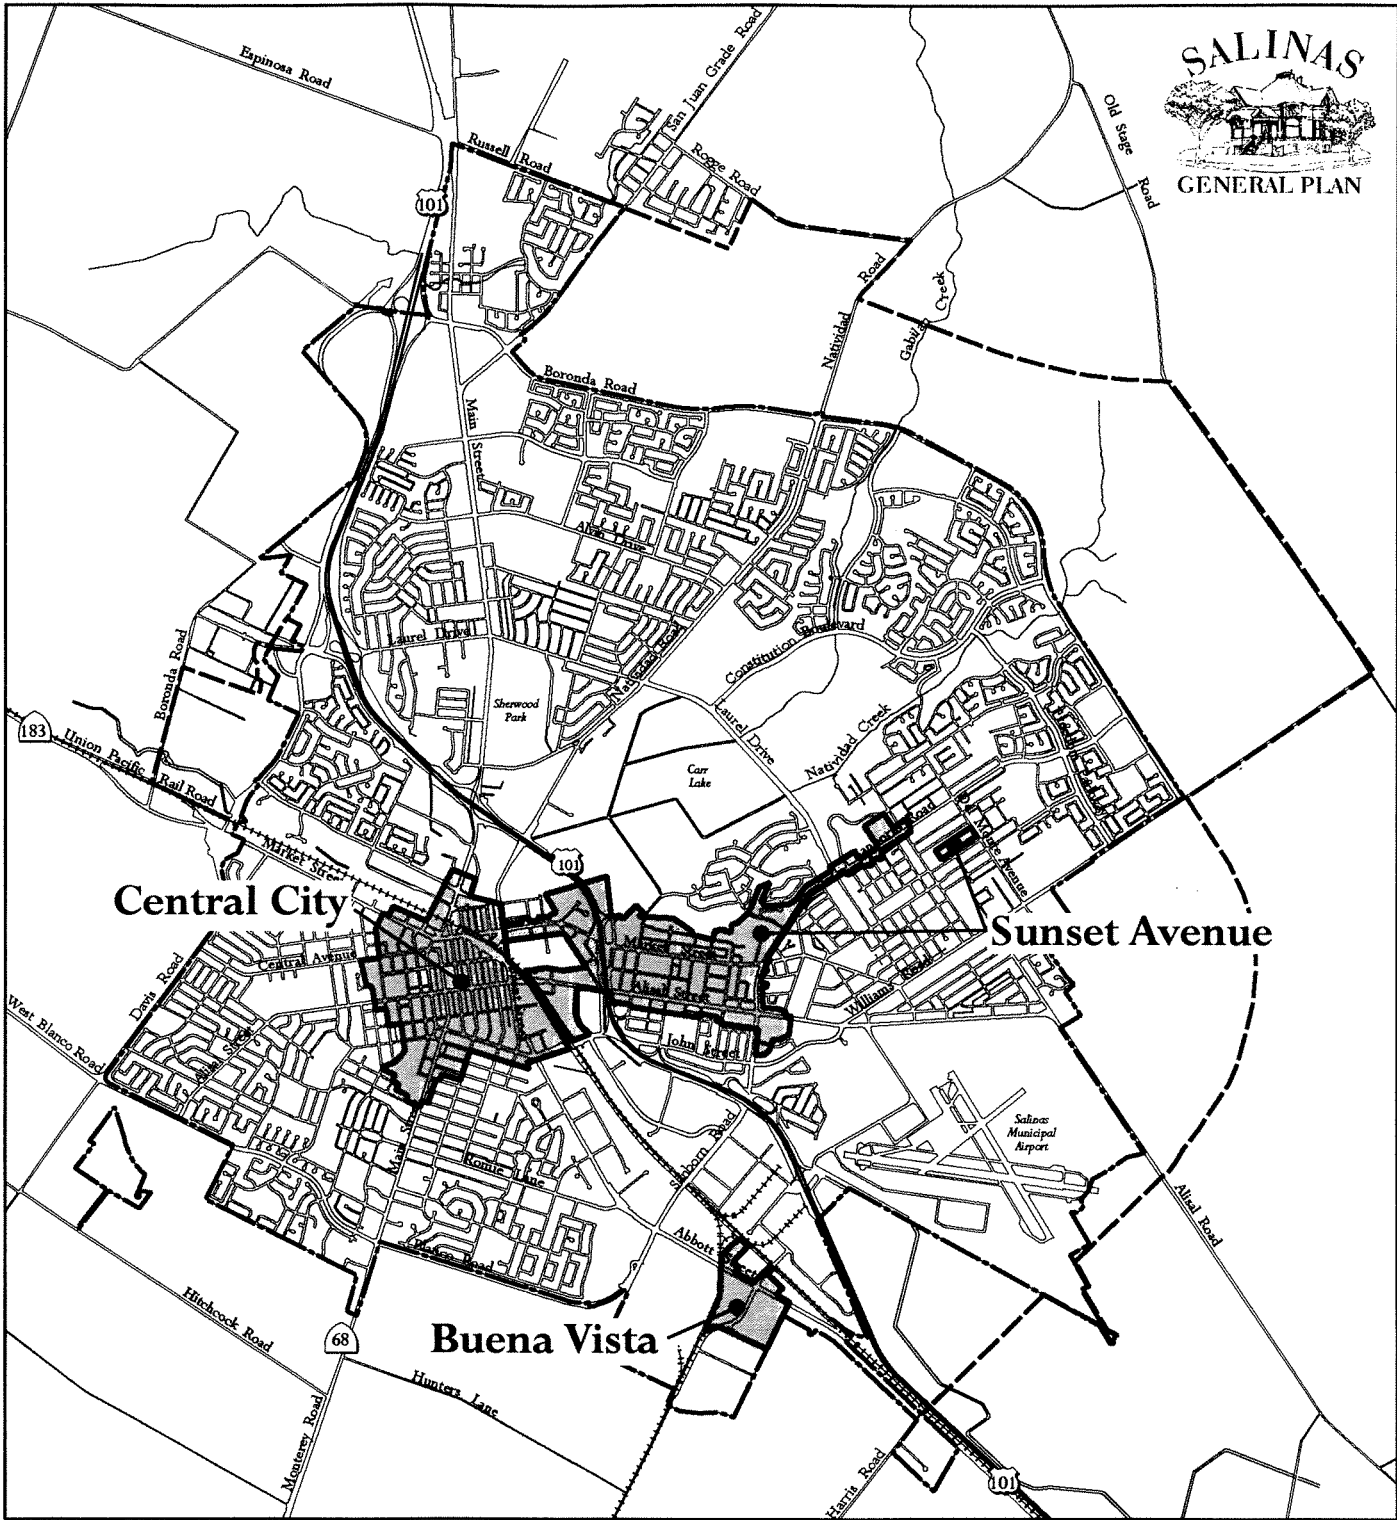 SALINAS
GENERAL PLAN
Espinosa Road
San Juan Grade Road
Old Stage
Road
Russell Road
Rogge Road
101
Natividad
Road
Gabilan Creek
Boronda Road
Main Street
Alvin Drive
Laurel Drive
Natividad Road
Constitution Boulevard
Boronda Road
Sherwood
Park
Laurel Drive
Natividad Creek
183
Union Pacific Rail Road
Carr
Lake
Market Street
101
Central City
Sunset Avenue
Central Avenue
Market Street
Davis Road
Alisal Street
Williams Road
West Blanco Road
John Street
Salinas
Municipal
Airport
Main
Romie Lane
Sanborn Road
Alisal Road
Abbott
Street
Blanco Road
Hitchcock Road
68
Buena Vista
Hunters Lane
Monterey Road
Harris Road
101